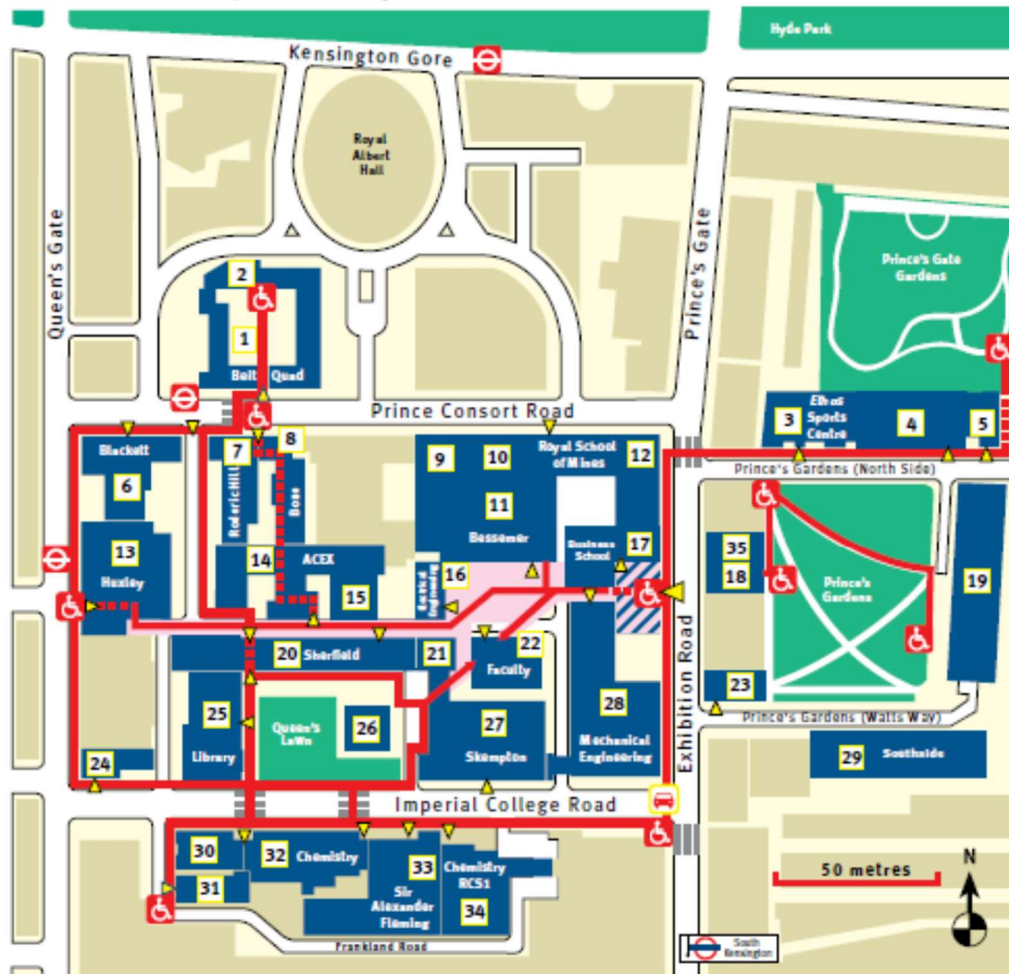 Hyde Park
Kensington Gore
Royal
Albert
Hall
Queen's Gate
Prince's Gate
Prince's Gate
Gardens
2
1
Beit Quad
Prince Consort Road
3
Ethos
Sports
Centre
4
5
Prince's Gardens (North Side)
Blackett
6
7
8
RodericHill
Bone
9
10
Royal School
of Mines
12
11
Bessemer
Business
School
17
13
Huxley
14
ACEX
15
Electrical
Engineering
16
35
18
Prince's
Gardens
19
20
Sherfield
21
22
Faculty
23
Exhibition Road
25
Library
Queen's
Lawn
26
27
Skempton
28
Mechanical
Engineering
Prince's Gardens (Watts Way)
24
29
Southside
Imperial College Road
30
31
32
Chemistry
33
Sir
Alexander
Fleming
Chemistry
RCS1
34
Frankland Road
50 metres
N
South
Kensington